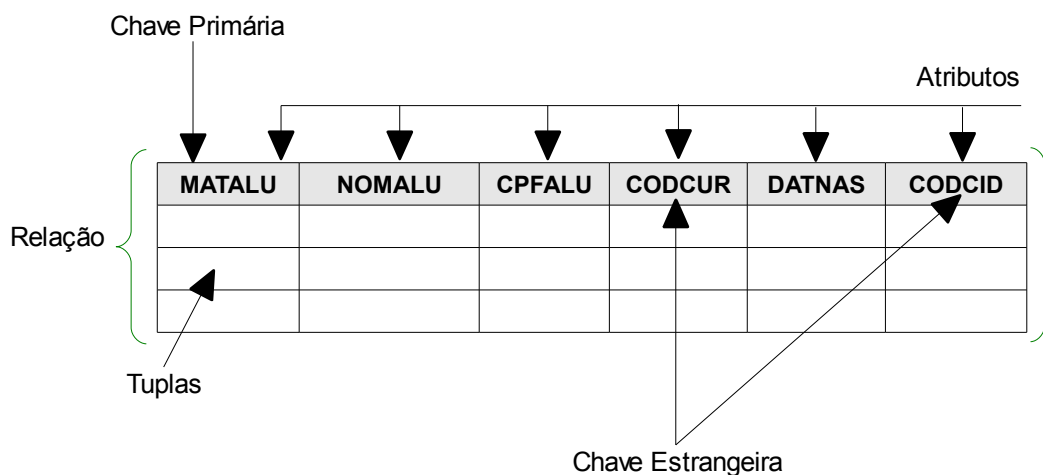 Chave Primária
Atributos
MATALU NOMALU CPFALU CODCUR DATNAS CODCID
Relação
Tuplas
Chave Estrangeira